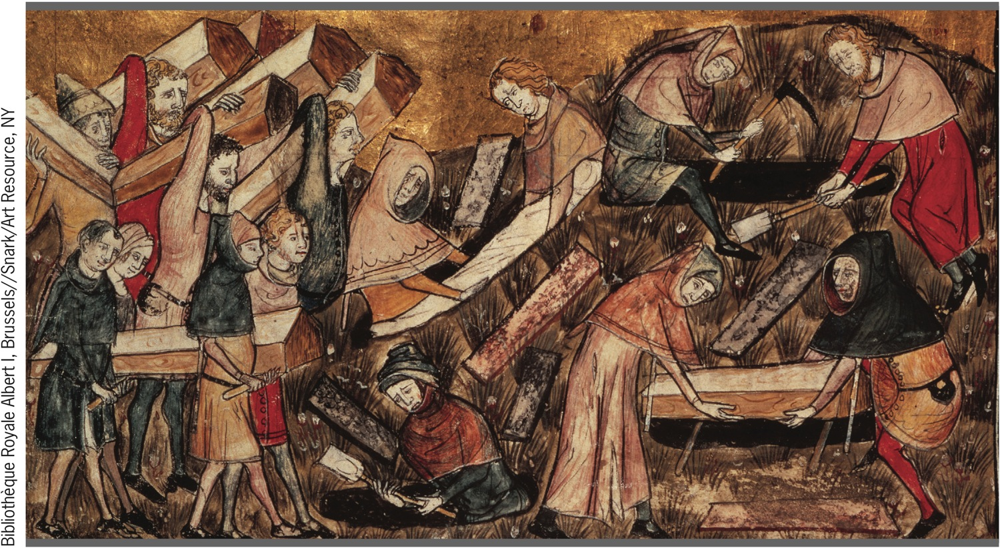 Bibliothèque Royale Albert I, Brussels//Snark/Art Resource, NY